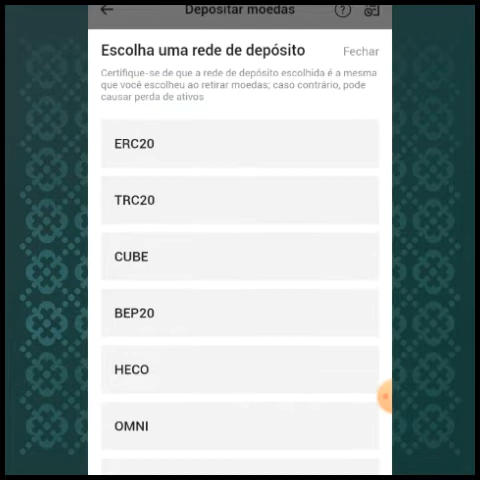 Depositar moedas
Escolha uma rede de depósito
Fechar
Certifique-se de que a rede de depósito escolhida é a mesma
que você escolheu ao retirar moedas; caso contrário, pode
causar perda de ativos
ERC20
TRC20
CUBE
BEP20
HECO
OMNI